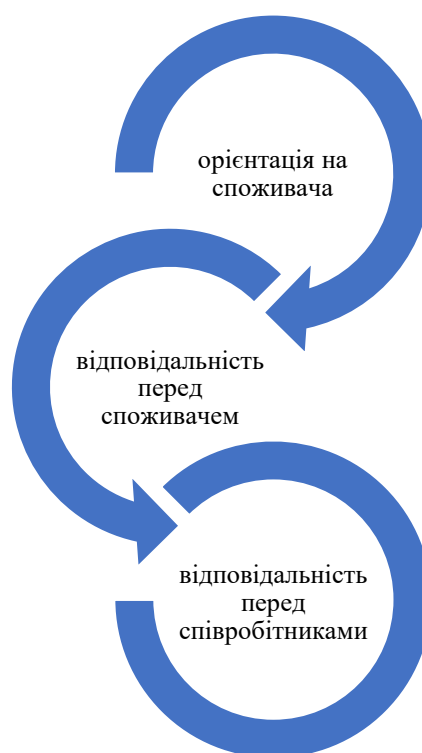 орієнтація на
споживача
відповідальність
перед
споживачем
відповідальність
перед
співробітниками